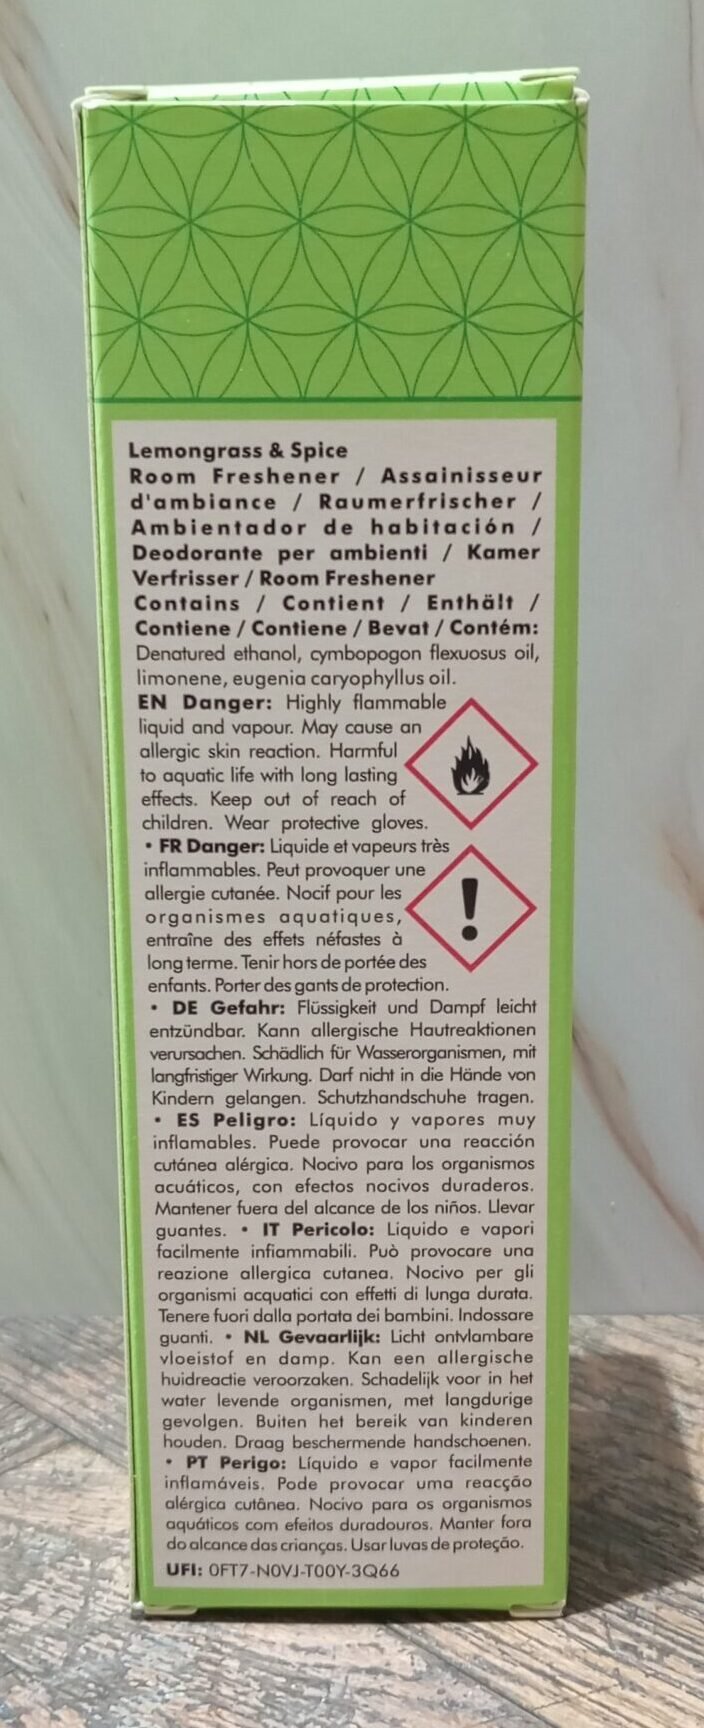 Lemongrass & Spice
Room Freshener / Assainisseur
d'ambiance / Raumerfrischer /
Ambientador de habitación /
Deodorante per ambienti / Kamer
Verfrisser / Room Freshener
Contains / Contient / Enthält /
Contiene / Contiene / Bevat / Contém:
Denatured ethanol, cymbopogon flexuosus oil,
limonene, eugenia caryophyllus oil.
EN Danger: Highly flammable
liquid and vapour. May cause an
allergic skin reaction. Harmful
to aquatic life with long lasting
effects. Keep out of reach of
children. Wear protective gloves.
• FR Danger: Liquide et vapeurs très
inflammables. Peut provoquer une
allergie cutanée. Nocif pour les
organismes aquatiques,
entraîne des effets néfastes à
long terme. Tenir hors de portée des
enfants. Porter des gants de protection.
• DE Gefahr: Flüssigkeit und Dampf leicht
entzündbar. Kann allergische Hautreaktionen
verursachen. Schädlich für Wasserorganismen, mit
langfristiger Wirkung. Darf nicht in die Hände von
Kindern gelangen. Schutzhandschuhe tragen.
• ES Peligro: Líquido y vapores muy
inflamables. Puede provocar una reacción
cutánea alérgica. Nocivo para los organismos
acuáticos, con efectos nocivos duraderos.
Mantener fuera del alcance de los niños. Llevar
guantes. • IT Pericolo: Liquido e vapori
facilmente infiammabili. Può provocare una
reazione allergica cutanea. Nocivo per gli
organismi acquatici con effetti di lunga durata.
Tenere fuori dalla portata dei bambini. Indossare
guanti. • NL Gevaarlijk: Licht ontvlambare
vloeistof en damp. Kan een allergische
huidreactie veroorzaken. Schadelijk voor in het
water levende organismen, met langdurige
gevolgen. Buiten het bereik van kinderen
houden. Draag beschermende handschoenen.
• PT Perigo: Líquido e vapor facilmente
inflamáveis. Pode provocar uma reacção
alérgica cutânea. Nocivo para os organismos
aquáticos com efeitos duradouros. Manter fora
do alcance das crianças. Usar luvas de proteção.
UFI: 0FT7-N0VJ-T00Y-3Q66